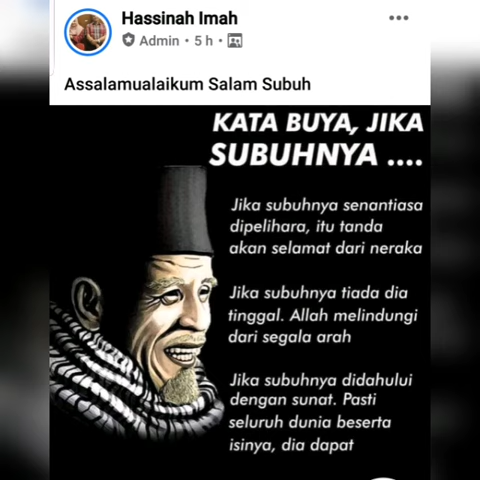 Hassinah Imah
Admin • 5 h •
Assalamualaikum Salam Subuh
KATA BUYA, JIKA
SUBUHNYA ....
Jika subuhnya senantiasa
dipelihara, itu tanda
akan selamat dari neraka
Jika subuhnya tiada dia
tinggal. Allah melindungi
dari segala arah
Jika subuhnya didahului
dengan sunat. Pasti
seluruh dunia beserta
isinya, dia dapat